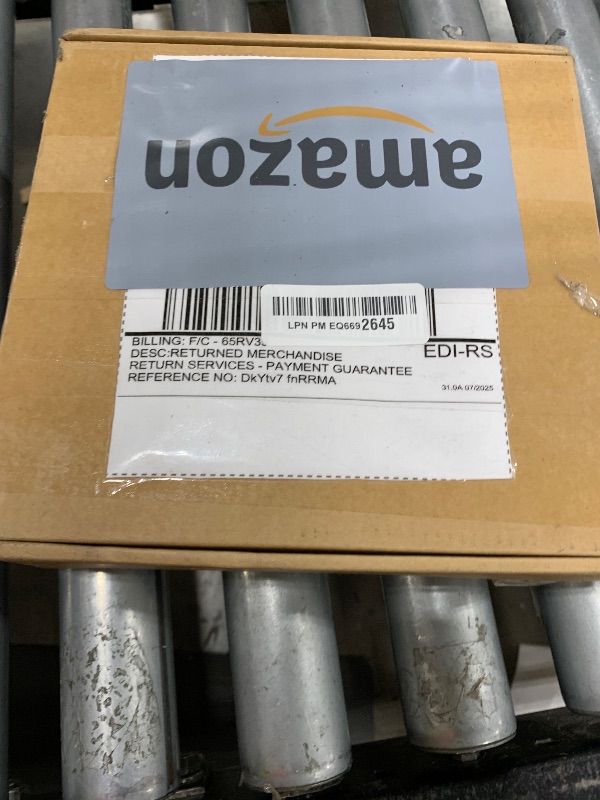 amazon
LPN PM EQ6692645
BILLING: F/C - 65RV3
DESC:RETURNED MERCHANDISE
EDI-RS
RETURN SERVICES - PAYMENT GUARANTEE
REFERENCE NO: DkYtv7 fnRRMA
31.0A 07/2025